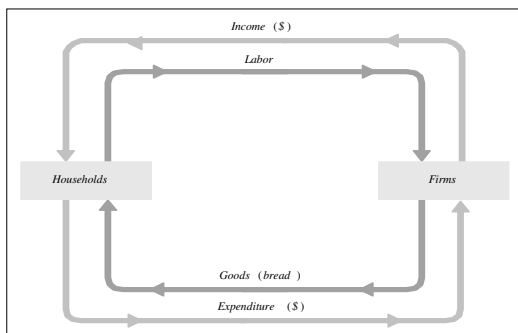 Income ($)
Labor
Households
Firms
Goods (bread )
Expenditure ($)